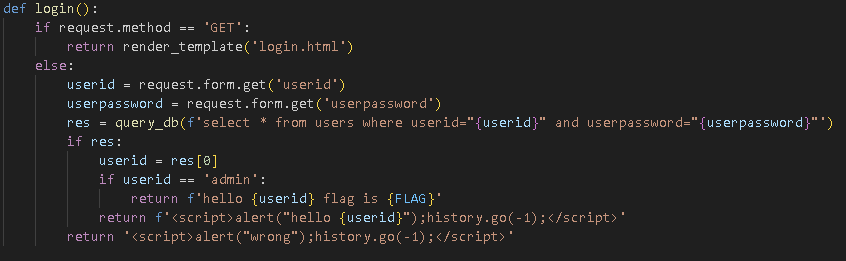 def login():
    if request.method == 'GET':
        return render_template('login.html')
    else:
        userid = request.form.get('userid')
        userpassword = request.form.get('userpassword')
        res = query_db(f'select * from users where userid="{userid}" and userpassword="{userpassword}"')
        if res:
            userid = res[0]
            if userid == 'admin':
                return f'hello {userid} flag is {FLAG}'
            return f'<script>alert("hello {userid}");history.go(-1);</script>'
        return '<script>alert("wrong");history.go(-1);</script>'